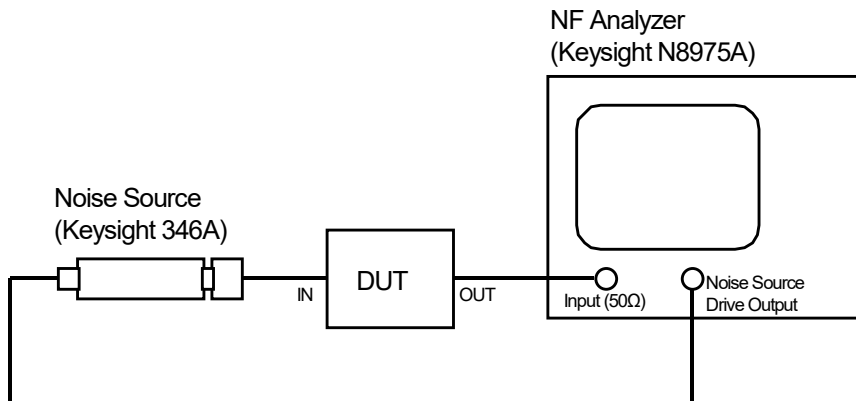 NF Analyzer
(Keysight N8975A)
Noise Source
(Keysight 346A)
DUT
IN
OUT
Input (50Ω)
Noise Source
Drive Output